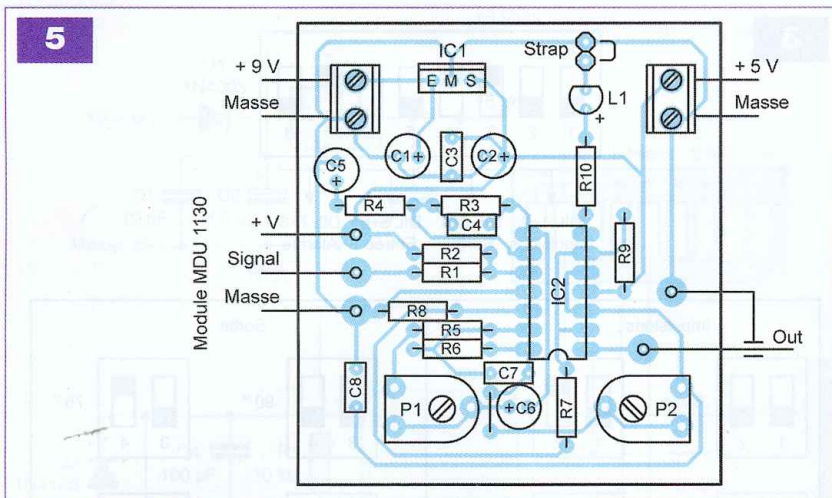 5
IC1
Strap
+ 9 V
+ 5 V
E M S
Masse
L1
Masse
+
C5
+
C1+
C3
C2+
R10
R4
R3
C4
R9
+ V
R2
Signal
R1
IC2
Masse
R8
Module MDU 1130
R5
Out
R6
C8
C7
P1
+C6
R7
P2